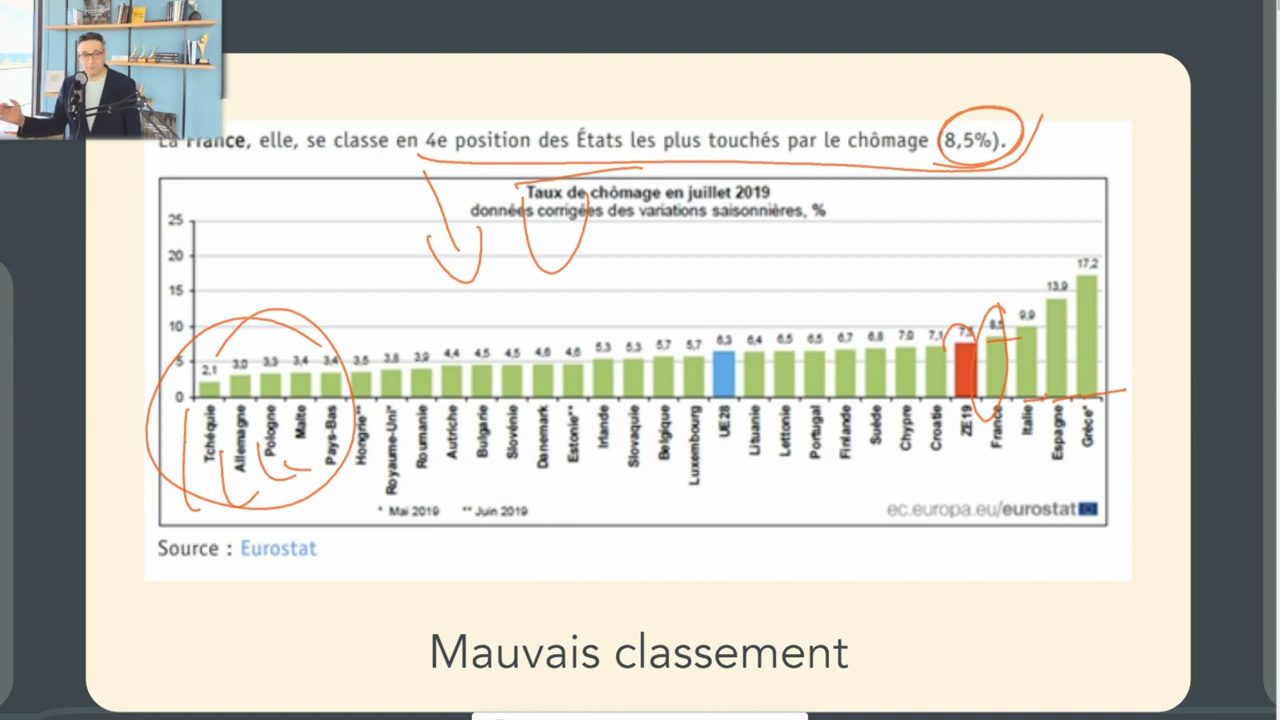 La France, elle, se classe en 4e position des États les plus touchés par le chômage (8,5%).
Taux de chômage en juillet 2019
données corrigées des variations saisonnières, %
25
20
15
10
5
0
2,1
3,0
3,3
3,4
3,4
3,5
3,8
3,9
4,4
4,5
4,5
4,6
4,6
5,3
5,3
5,7
5,7
6,3
6,4
6,5
6,5
6,7
6,8
7,0
7,1
7,5
8,5
9,9
13,9
17,2
Tchéquie
Allemagne
Pologne
Malte
Pays-Bas
Hongrie**
Royaume-Uni*
Roumanie
Autriche
Bulgarie
Slovénie
Danemark
Estonie**
Irlande
Slovaquie
Belgique
Luxembourg
UE28
Lituanie
Lettonie
Portugal
Finlande
Suède
Chypre
Croatie
ZE19
France
Italie
Espagne
Grèce*
* Mai 2019 ** Juin 2019
ec.europa.eu/eurostat
Source : Eurostat
Mauvais classement